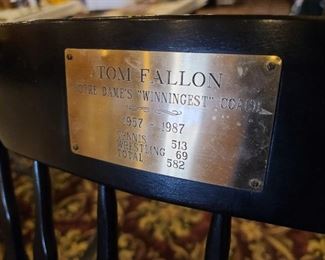 TOM FALLON
NOTRE DAME'S "WINNINGEST" COACH
1957 - 1987
TENNIS 513
WRESTLING 69
TOTAL 582